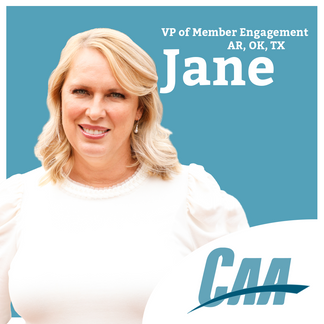 VP of Member Engagement
AR, OK, TX
Jane
CAA